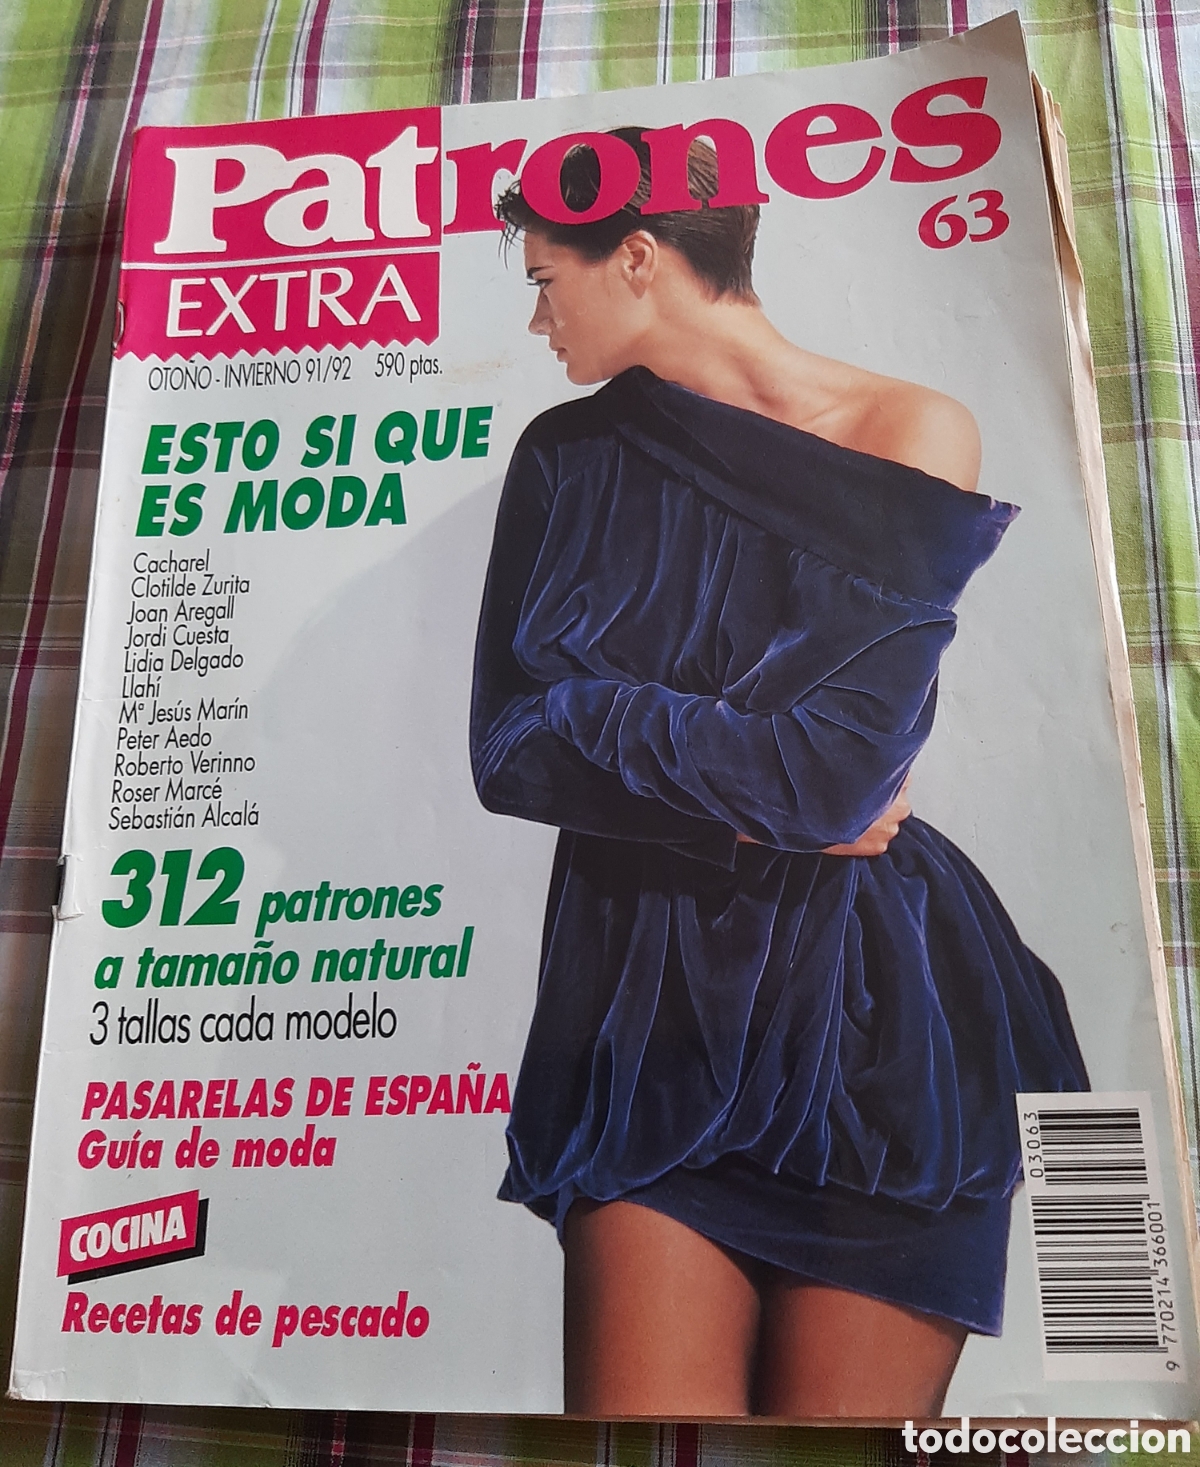 Patrones
EXTRA
63
OTOÑO - INVIERNO 91/92 590 ptas.
ESTO SI QUE
ES MODA
Cacharel
Clotilde Zurita
Joan Aregall
Jordi Cuesta
Lidia Delgado
Llahí
Mª Jesús Marín
Peter Aedo
Roberto Verinno
Roser Marcé
Sebastián Alcalá
312 patrones
a tamaño natural
3 tallas cada modelo
PASARELAS DE ESPAÑA
Guía de moda
COCINA
Recetas de pescado
03063
9 770214 366001
todocoleccion